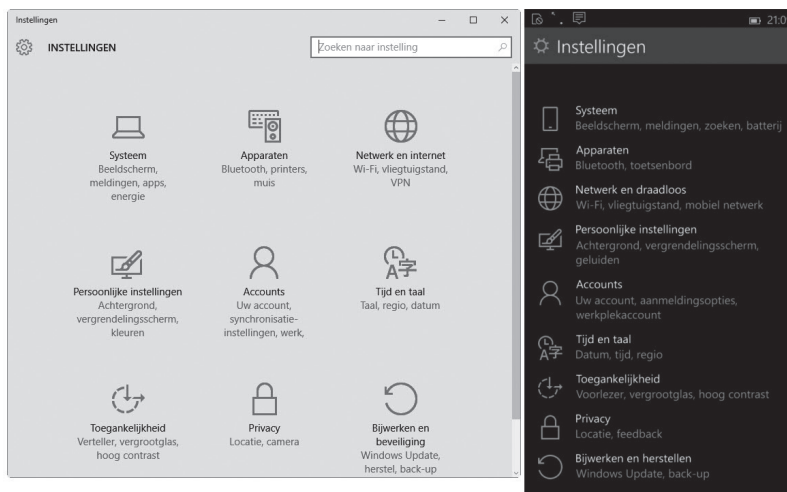 Instellingen
INSTELLINGEN
Zoeken naar instelling
Systeem
Beeldscherm,
meldingen, apps,
energie
Apparaten
Bluetooth, printers,
muis
Netwerk en internet
Wi-Fi, vliegtuigstand,
VPN
Persoonlijke instellingen
Achtergrond,
vergrendelingsscherm,
kleuren
Accounts
Uw account,
synchronisatie-
instellingen, werk,
Tijd en taal
Taal, regio, datum
Toegankelijkheid
Verteller, vergrootglas,
hoog contrast
Privacy
Locatie, camera
Bijwerken en
beveiliging
Windows Update,
herstel, back-up
21:0
Instellingen
Systeem
Beeldscherm, meldingen, zoeken, batterij
Apparaten
Bluetooth, toetsenbord
Netwerk en draadloos
Wi-Fi, vliegtuigstand, mobiel netwerk
Persoonlijke instellingen
Achtergrond, vergrendelingsscherm,
geluiden
Accounts
Uw account, aanmeldingsopties,
werkplekaccount
Tijd en taal
Datum, tijd, regio
Toegankelijkheid
Voorlezer, vergrootglas, hoog contrast
Privacy
Locatie, feedback
Bijwerken en herstellen
Windows Update, back-up